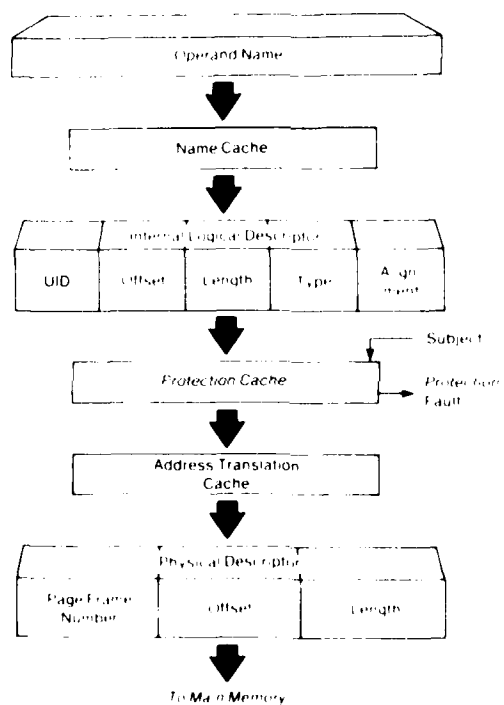 Operand Name
Name Cache
Internal Logical Descriptor
UID
Offset
Length
Type
Align
ment
Subject
Protection Cache
Protection
Fault
Address Translation
Cache
Physical Descriptor
Page Frame
Number
Offset
Length
To Main Memory